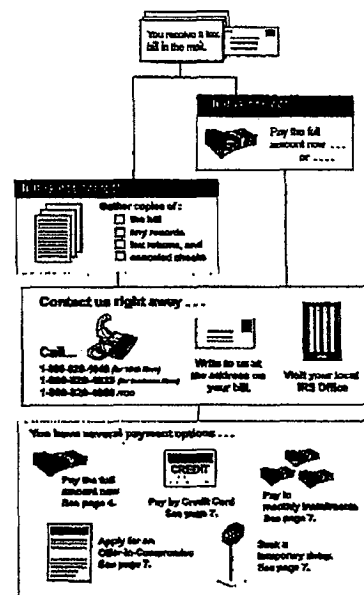 You receive a tax
bill in the mail.
Pay the full
amount now ...
or ....
Gather copies of:
the bill
any records
tax returns, and
canceled checks
Contact us right away ...
Call...
Write to us at
the address on
your bill.
Visit your local
IRS Office
You have several payment options ...
Pay the full
amount now
See page 4.
CREDIT
Pay by Credit Card
See page 7.
Pay in
monthly installments
See page 7.
Apply for an
Offer-in-Compromise
See page 7.
Seek a
temporary delay.
See page 7.